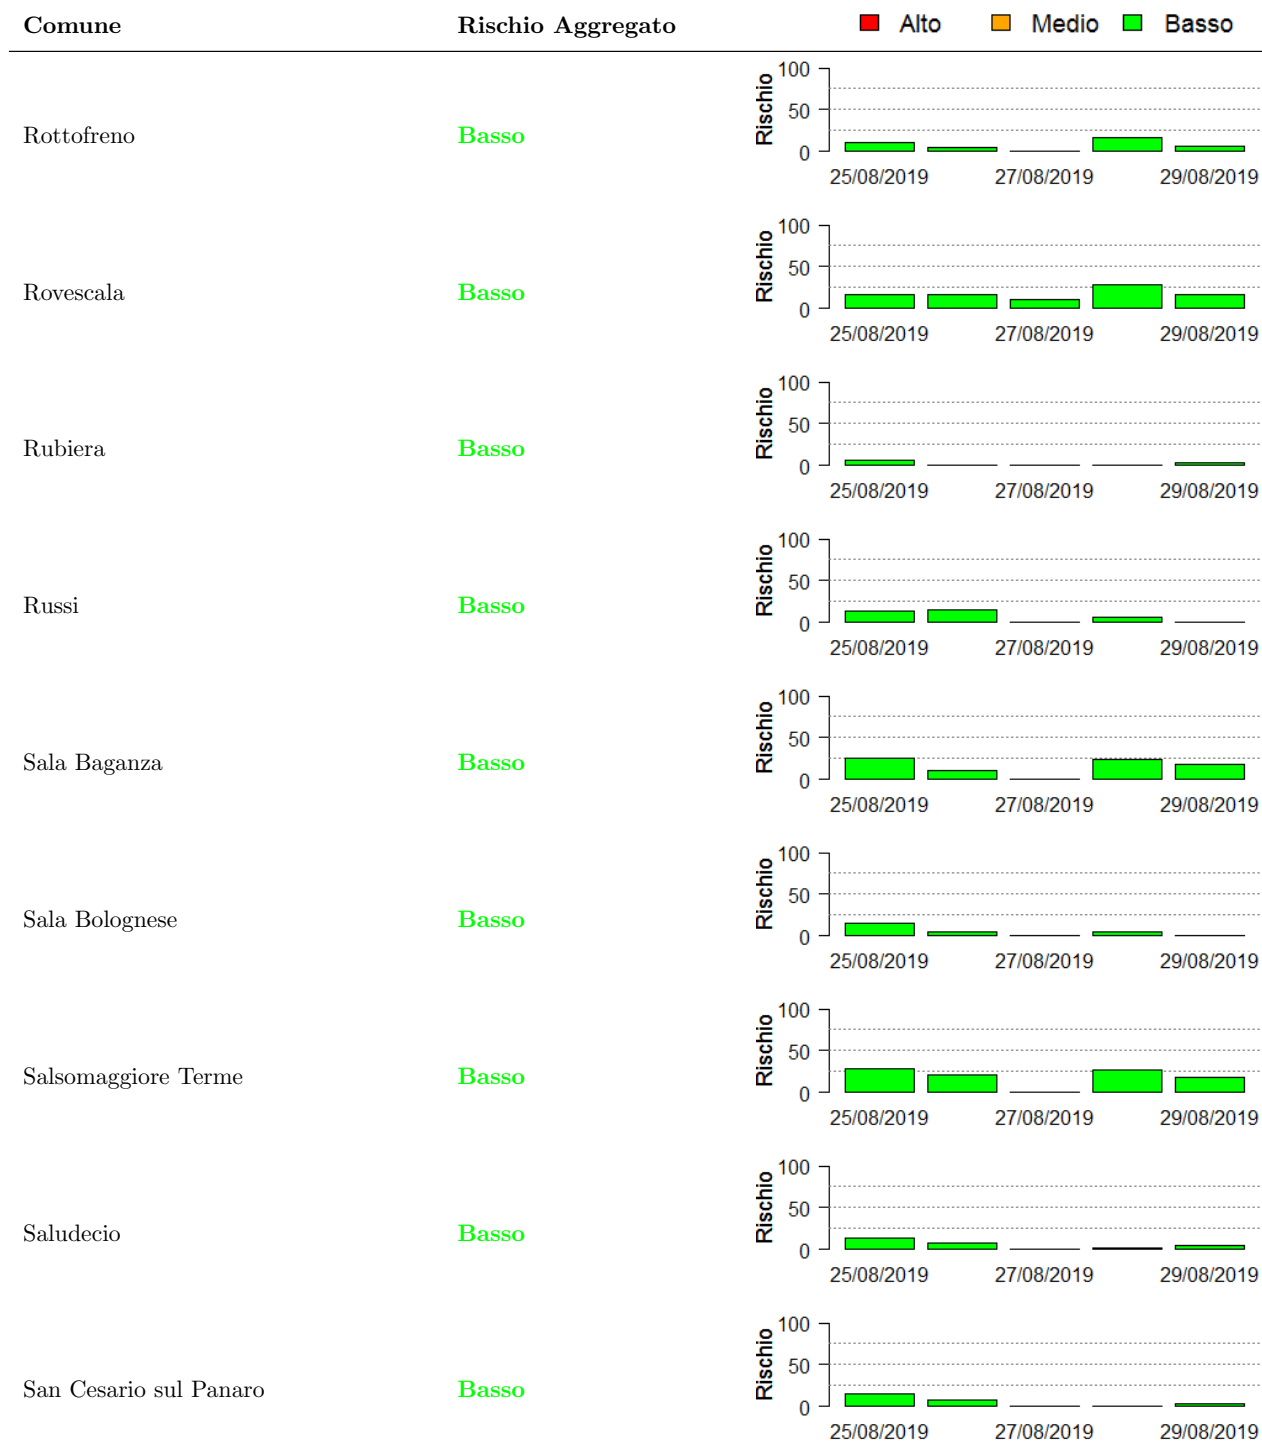 Comune Rischio Aggregato Alto Medio Basso
100
50
0
Rischio
Rottofreno Basso
25/08/2019 27/08/2019 29/08/2019
100
50
0
Rischio
Rovescala Basso
25/08/2019 27/08/2019 29/08/2019
100
50
0
Rischio
Rubiera Basso
25/08/2019 27/08/2019 29/08/2019
100
50
0
Rischio
Russi Basso
25/08/2019 27/08/2019 29/08/2019
100
50
0
Rischio
Sala Baganza Basso
25/08/2019 27/08/2019 29/08/2019
100
50
0
Rischio
Sala Bolognese Basso
25/08/2019 27/08/2019 29/08/2019
100
50
0
Rischio
Salsomaggiore Terme Basso
25/08/2019 27/08/2019 29/08/2019
100
50
0
Rischio
Saludecio Basso
25/08/2019 27/08/2019 29/08/2019
100
50
0
Rischio
San Cesario sul Panaro Basso
25/08/2019 27/08/2019 29/08/2019